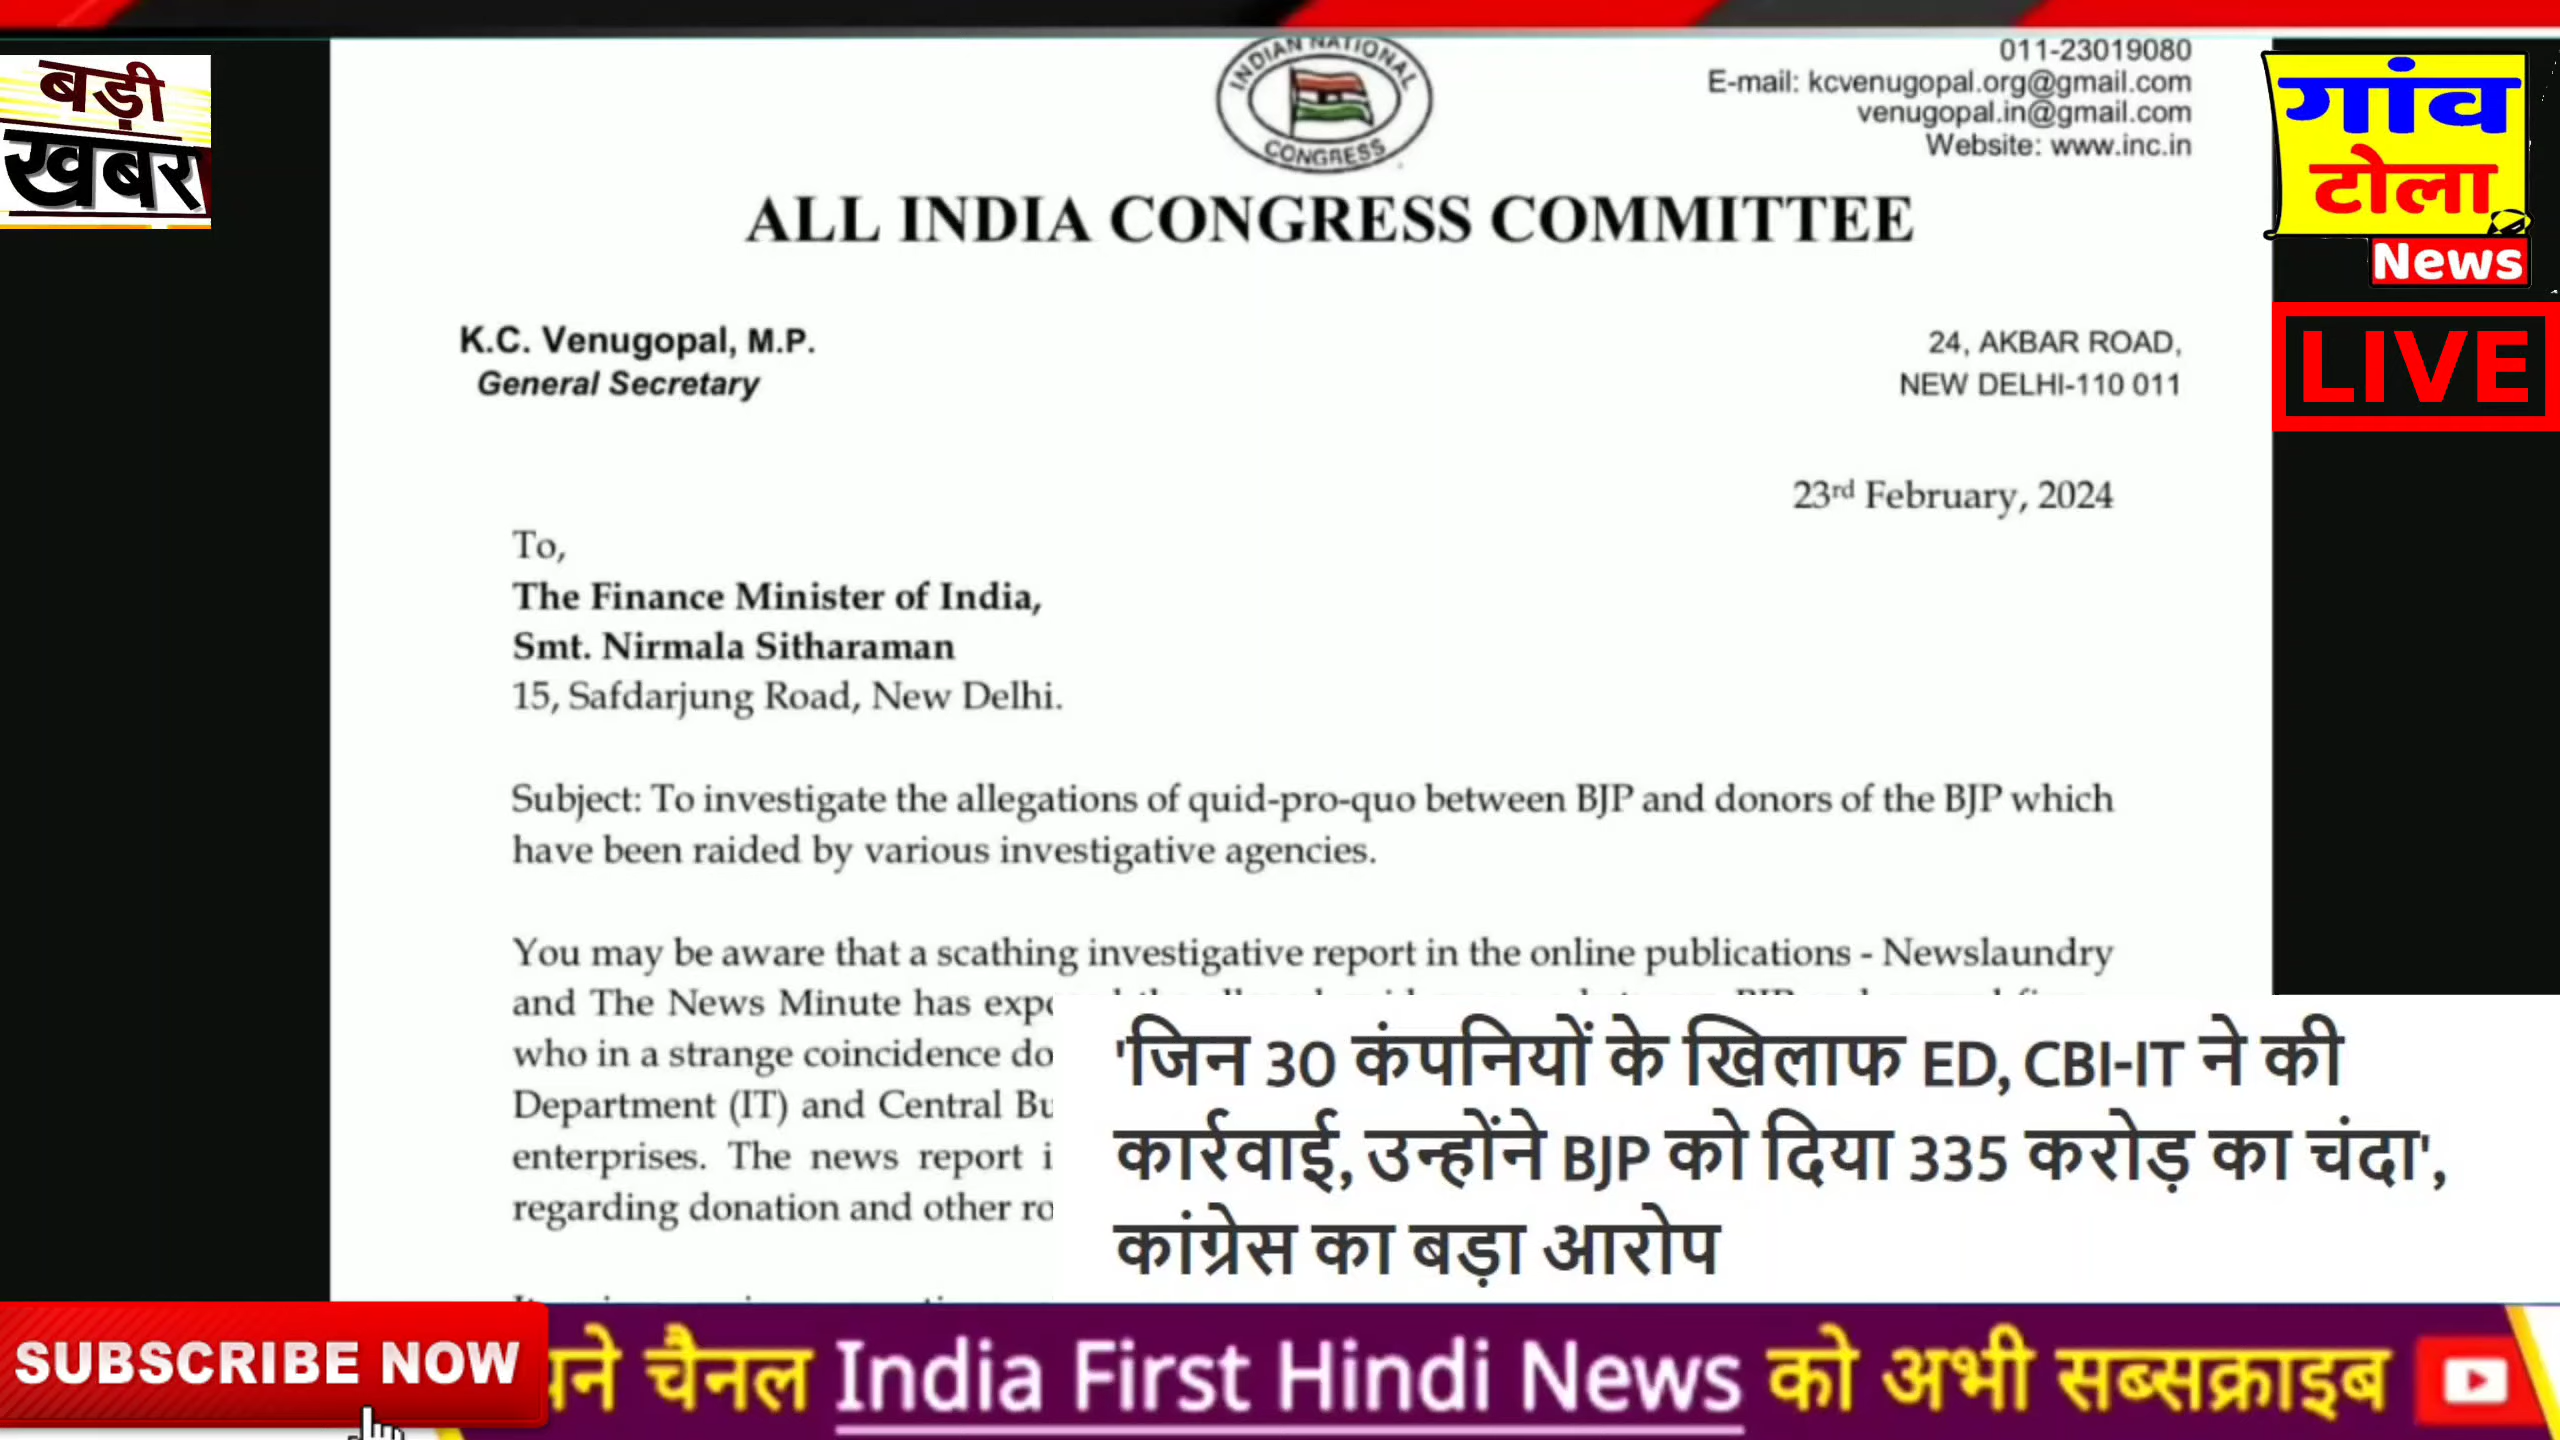 बड़ी
खबर
INDIAN NATIONAL
CONGRESS
011-23019080
E-mail: kcvenugopal.org@gmail.com
venugopal.in@gmail.com
Website: www.inc.in
गांव
टोला
News
LIVE
ALL INDIA CONGRESS COMMITTEE
K.C. Venugopal, M.P.
General Secretary
24, AKBAR ROAD,
NEW DELHI-110 011
23rd February, 2024
To,
The Finance Minister of India,
Smt. Nirmala Sitharaman
15, Safdarjung Road, New Delhi.
Subject: To investigate the allegations of quid-pro-quo between BJP and donors of the BJP which
have been raided by various investigative agencies.
You may be aware that a scathing investigative report in the online publications - Newslaundry
and The News Minute has
who in a strange coincidence
Department (IT) and Central
enterprises. The news report
regarding donation and other
'जिन 30 कंपनियों के खिलाफ ED, CBI-IT ने की
कार्रवाई, उन्होंने BJP को दिया 335 करोड़ का चंदा',
कांग्रेस का बड़ा आरोप
SUBSCRIBE NOW
चैनल India First Hindi News को अभी सब्सक्राइब